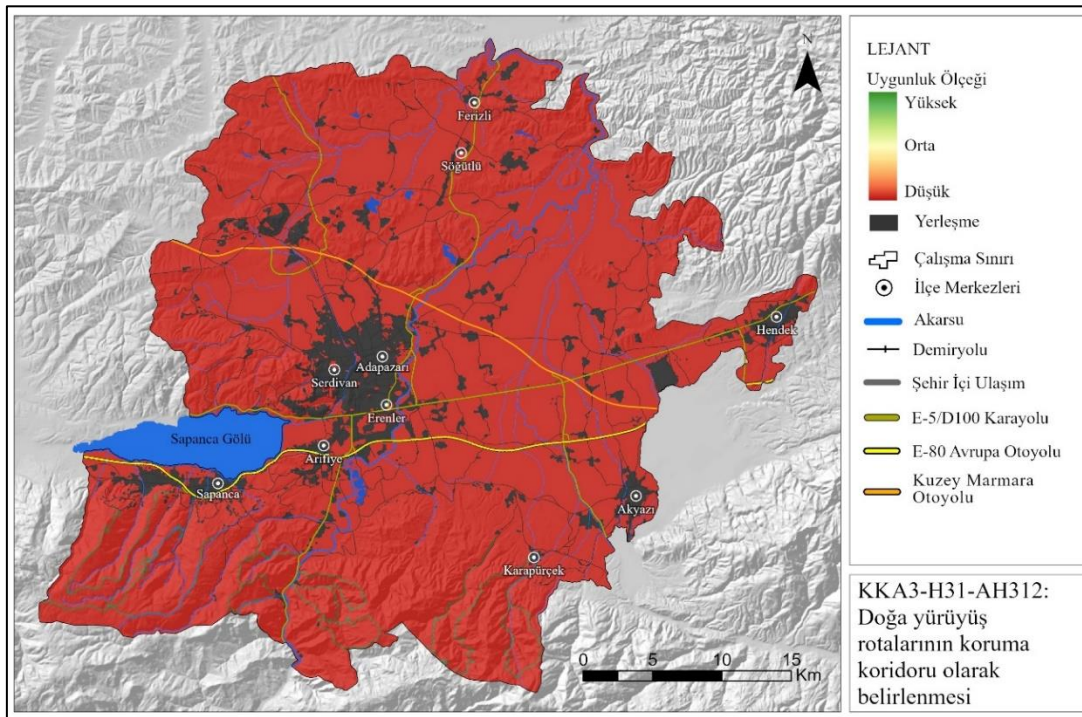 N
Ferizli
Söğütlü
Hendek
Adapazarı
Serdivan
Erenler
Sapanca Gölü
Arifiye
Sapanca
Akyazı
Karapürçek
0 5 10 15
Km
LEJANT
Uygunluk Ölçeği
Yüksek
Orta
Düşük
Yerleşme
Çalışma Sınırı
İlçe Merkezleri
Akarsu
Demiryolu
Şehir İçi Ulaşım
E-5/D100 Karayolu
E-80 Avrupa Otoyolu
Kuzey Marmara
Otoyolu
KKA3-H31-AH312:
Doğa yürüyüş
rotalarının koruma
koridoru olarak
belirlenmesi